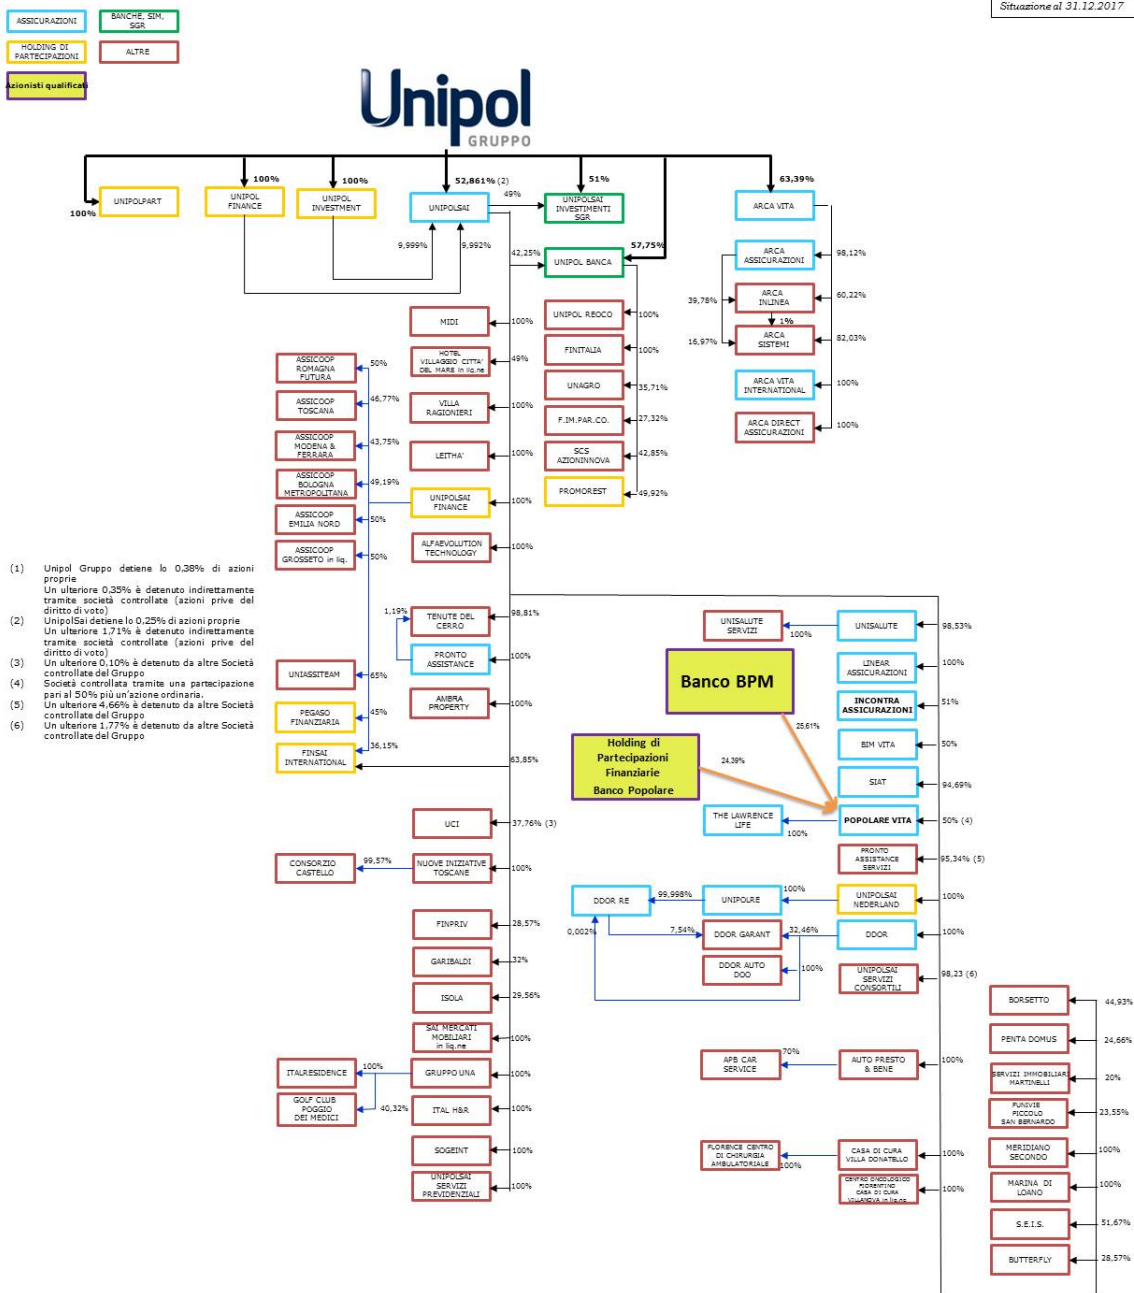 Situazione al 31.12.2017
ASSICURAZIONI
BANCHE, SIM,
SGR
HOLDING DI
PARTECIPAZIONI
ALTRE
Azionisti qualificati
Unipol
GRUPPO
100%
UNIPOLPART
100%
UNIPOL
FINANCE
100%
UNIPOL
INVESTMENT
52,861% (2)
UNIPOLSAI
49%
51%
UNIPOLSAI
INVESTIMENTI
SGR
63,39%
ARCA VITA
9,999%
9,992%
42,25%
57,75%
UNIPOL BANCA
ARCA
ASSICURAZIONI
98,12%
39,78%
ARCA
INLINEA
60,22%
1%
16,97%
ARCA
SISTEMI
82,03%
ARCA VITA
INTERNATIONAL
100%
ARCA DIRECT
ASSICURAZIONI
100%
UNIPOL REOCO
100%
FINITALIA
100%
UNAGRO
35,71%
F.IM.PAR.CO.
27,32%
SCS
AZIONINNOVA
42,85%
PROMOREST
49,92%
MIDI
100%
HOTEL
VILLAGGIO CITTA'
DEL MARE in liq.ne
49%
VILLA
RAGIONIERI
100%
LEITHA'
100%
UNIPOLSAI
FINANCE
100%
ALFAEVOLUTION
TECHNOLOGY
100%
ASSICOOP
ROMAGNA
FUTURA
50%
ASSICOOP
TOSCANA
46,77%
ASSICOOP
MODENA &
FERRARA
43,75%
ASSICOOP
BOLOGNA
METROPOLITANA
49,19%
ASSICOOP
EMILIA NORD
50%
ASSICOOP
GROSSETO in liq.
50%
(1) Unipol Gruppo detiene lo 0,38% di azioni
proprie
Un ulteriore 0,35% è detenuto indirettamente
tramite società controllate (azioni prive del
diritto di voto)
(2) UnipolSai detiene lo 0,25% di azioni proprie
Un ulteriore 1,71% è detenuto indirettamente
tramite società controllate (azioni prive del
diritto di voto)
(3) Un ulteriore 0,10% è detenuto da altre Società
controllate del Gruppo
(4) Società controllata tramite una partecipazione
pari al 50% più un'azione ordinaria.
(5) Un ulteriore 4,66% è detenuto da altre Società
controllate del Gruppo
(6) Un ulteriore 1,77% è detenuto da altre Società
controllate del Gruppo
1,19%
TENUTE DEL
CERRO
98,81%
PRONTO
ASSISTANCE
100%
UNIASSITEAM
65%
AMBRA
PROPERTY
100%
PEGASO
FINANZIARIA
45%
FINSAI
INTERNATIONAL
36,15%
63,85%
UCI
37,76% (3)
CONSORZIO
CASTELLO
99,57%
NUOVE INIZIATIVE
TOSCANE
100%
FINPRIV
28,57%
GARIBALDI
32%
ISOLA
29,56%
SAI MERCATI
MOBILIARI
in liq.ne
100%
ITALRESIDENCE
100%
GRUPPO UNA
100%
GOLF CLUB
POGGIO
DEI MEDICI
40,32%
ITAL H&R
100%
SOGEINT
100%
UNIPOLSAI
SERVIZI
PREVIDENZIALI
100%
UNISALUTE
SERVIZI
100%
UNISALUTE
98,53%
LINEAR
ASSICURAZIONI
100%
Banco BPM
INCONTRA
ASSICURAZIONI
51%
25,61%
BIM VITA
50%
Holding di
Partecipazioni
Finanziarie
Banco Popolare
24,39%
SIAT
94,69%
THE LAWRENCE
LIFE
100%
POPOLARE VITA
50% (4)
PRONTO
ASSISTANCE
SERVIZI
95,34% (5)
DDOR RE
99,998%
UNIPOLRE
100%
UNIPOLSAI
NEDERLAND
100%
0,002%
7,54%
DDOR GARANT
32,46%
DDOR
100%
DDOR AUTO
DOO
100%
UNIPOLSAI
SERVIZI
CONSORTILI
98,23 (6)
APB CAR
SERVICE
70%
AUTO PRESTO
& BENE
100%
FLORENCE CENTRO
DI CHIRURGIA
AMBULATORIALE
100%
CASA DI CURA
VILLA DONATELLO
100%
CENTRO ONCOLOGICO
FIORENTINO
CASA DI CURA
VILLANOVA in liq.ne
100%
BORSETTO
44,93%
PENTA DOMUS
24,66%
SERVIZI IMMOBILIARI
MARTINELLI
20%
FUNIVIE
PICCOLO
SAN BERNARDO
23,55%
MERIDIANO
SECONDO
100%
MARINA DI
LOANO
100%
S.E.I.S.
51,67%
BUTTERFLY
28,57%